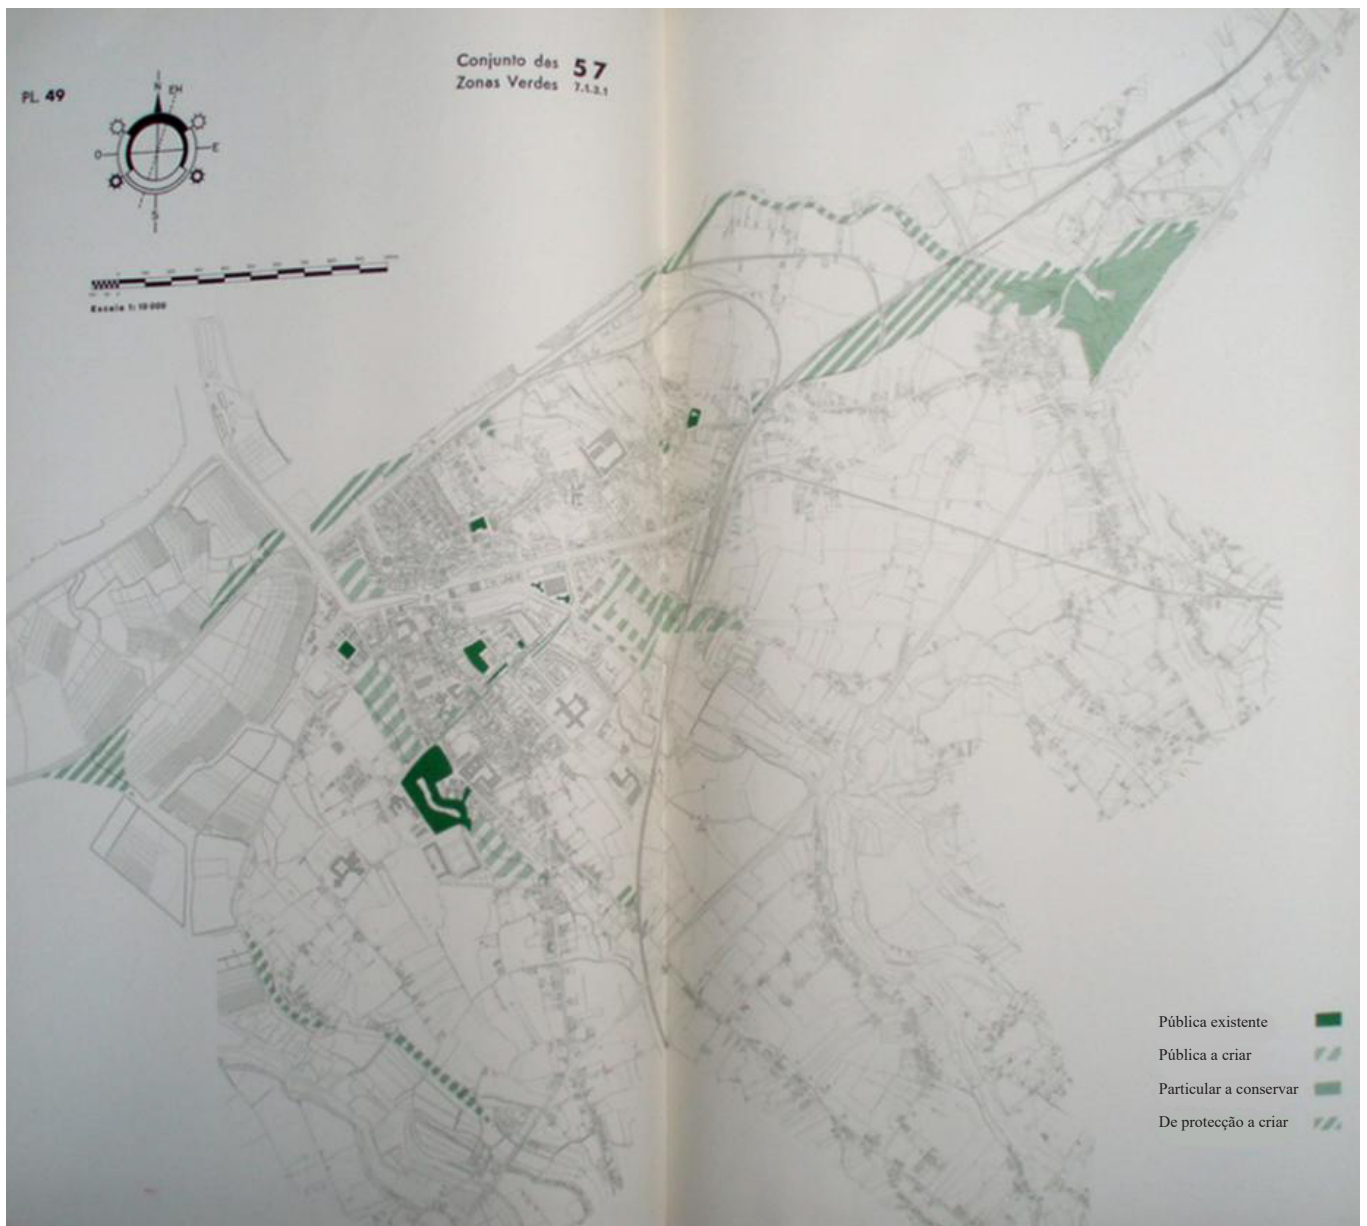 PL. 49
Conjunto das 57
Zonas Verdes 7.1.3.1
N EH
O E
S
Escala 1: 10 000
Pública existente
Pública a criar
Particular a conservar
De protecção a criar